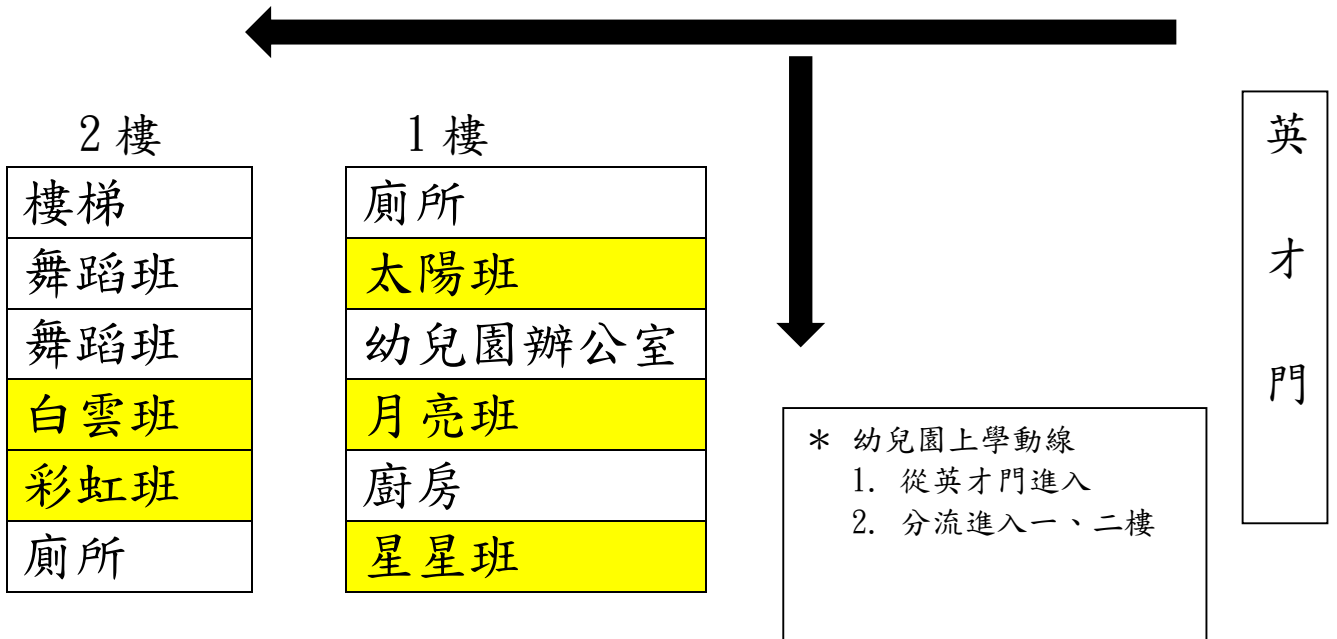 2 樓
樓梯
舞蹈班
舞蹈班
白雲班
彩虹班
廁所
1 樓
廁所
太陽班
幼兒園辦公室
月亮班
廚房
星星班
英才門
* 幼兒園上學動線
1. 從英才門進入
2. 分流進入一、二樓